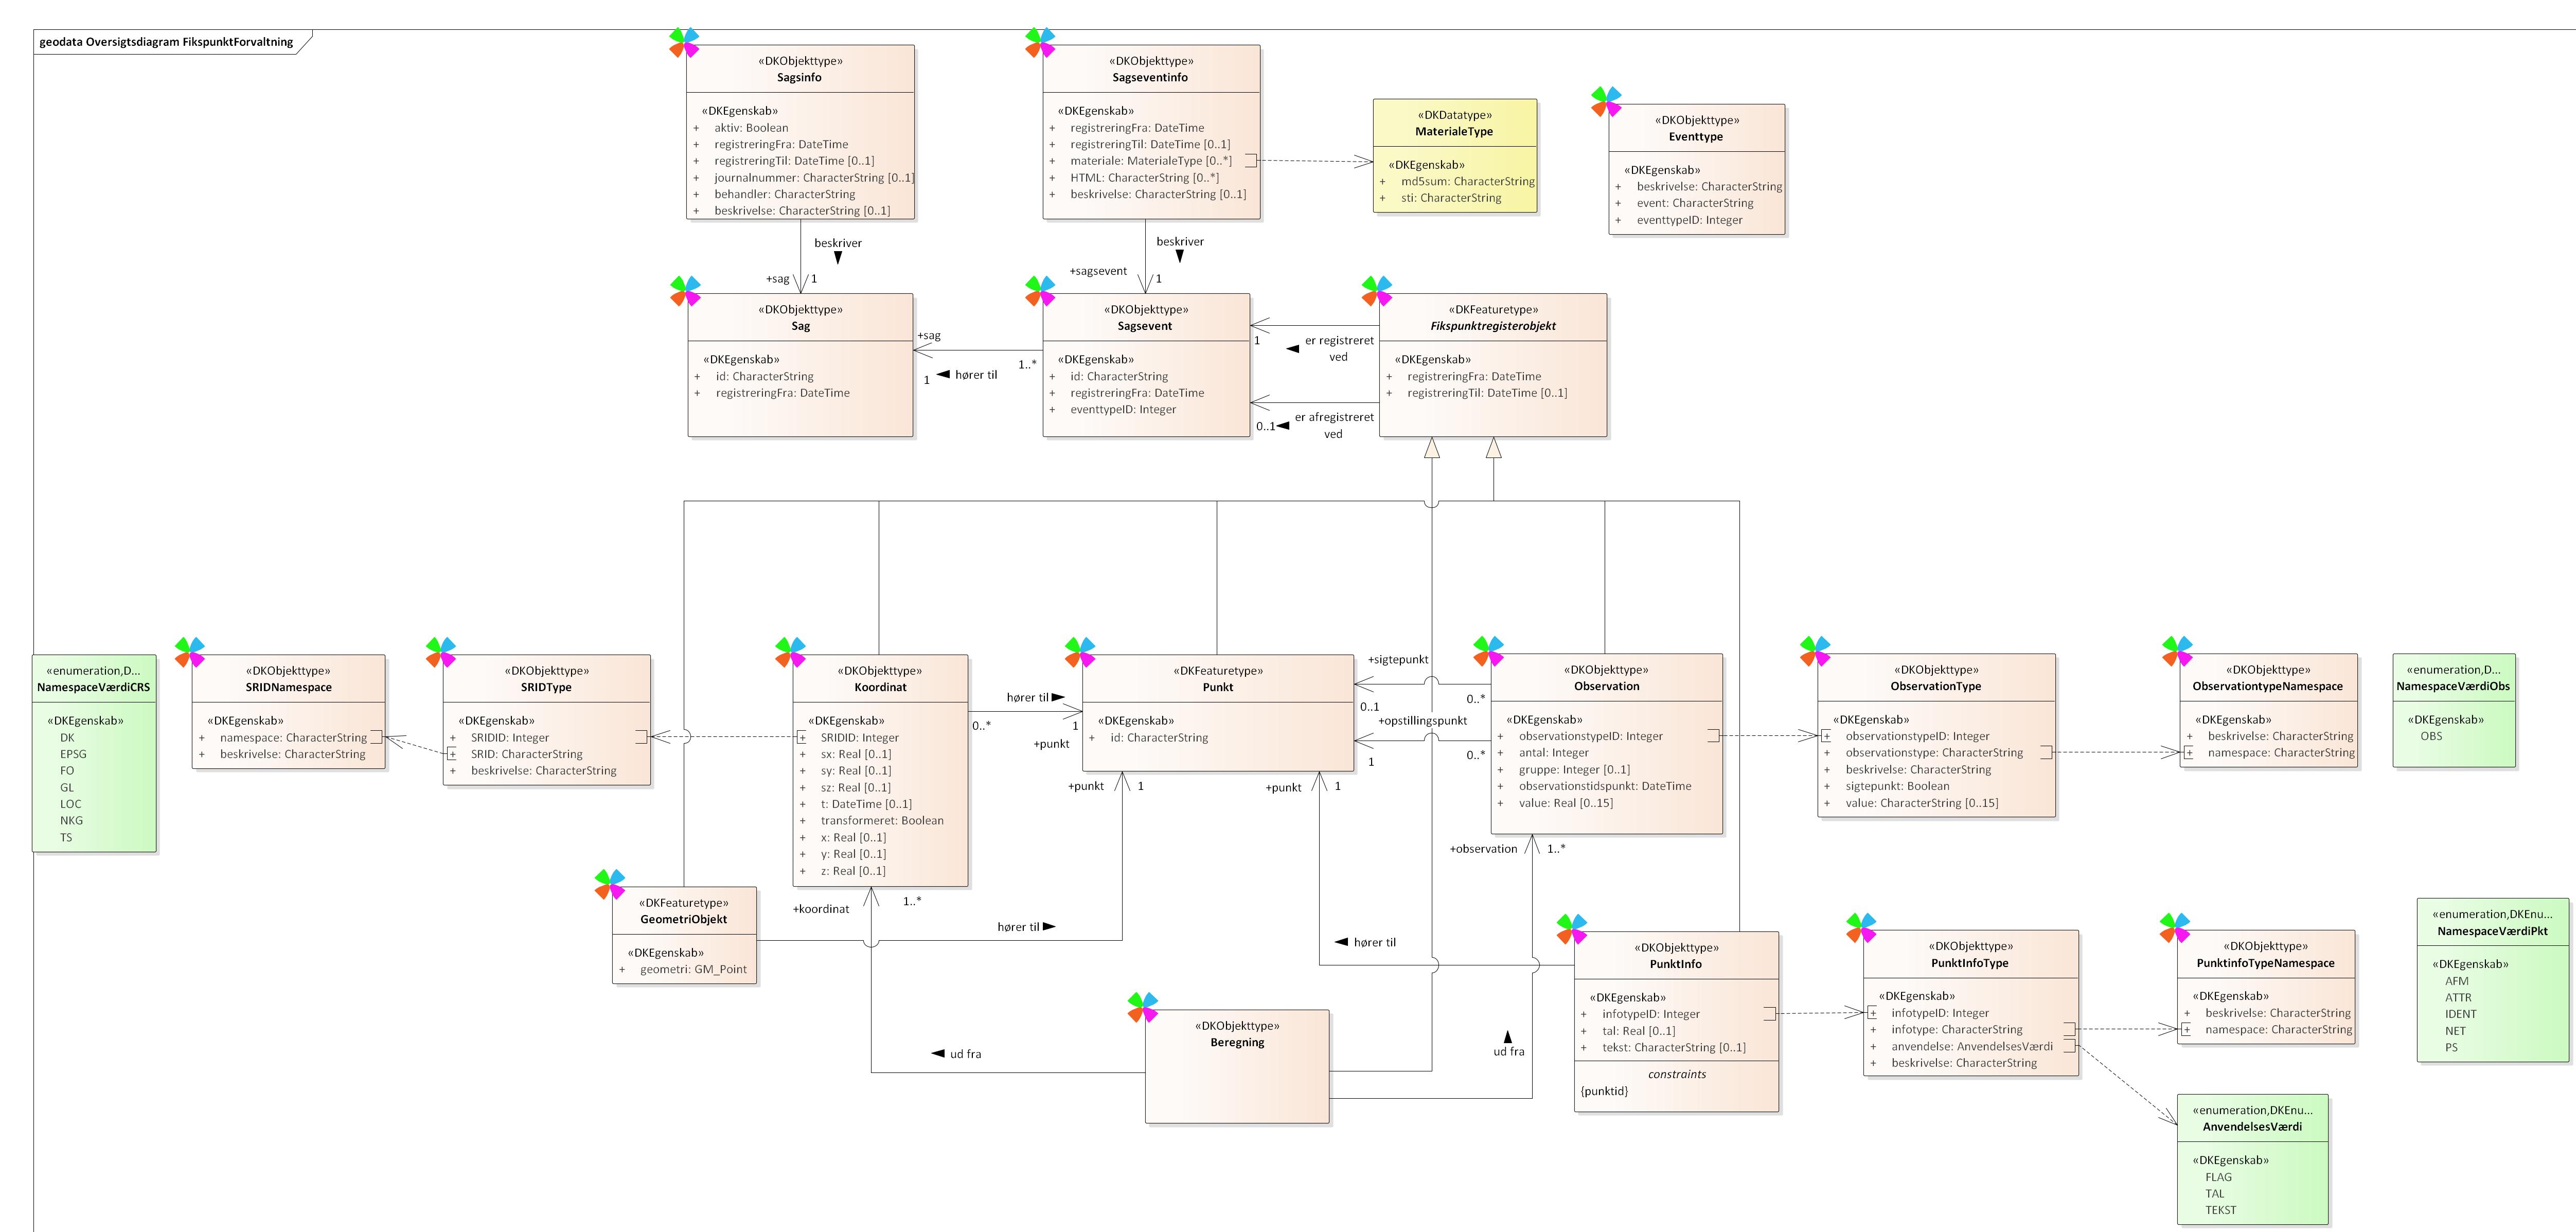 geodata Oversigtsdiagram FikspunktForvaltning
«DKObjekttype»
Sagsinfo
«DKEgenskab»
+ aktiv: Boolean
+ registreringFra: DateTime
+ registreringTil: DateTime [0..1]
+ journalnummer: CharacterString [0..1]
+ behandler: CharacterString
+ beskrivelse: CharacterString [0..1]
«DKObjekttype»
Sagseventinfo
«DKEgenskab»
+ registreringFra: DateTime
+ registreringTil: DateTime [0..1]
+ materiale: MaterialeType [0..*]
+ HTML: CharacterString [0..*]
+ beskrivelse: CharacterString [0..1]
«DKDatatype»
MaterialeType
«DKEgenskab»
+ md5sum: CharacterString
+ sti: CharacterString
«DKObjekttype»
Eventtype
«DKEgenskab»
+ beskrivelse: CharacterString
+ event: CharacterString
+ eventtypeID: Integer
beskriver
+sag
1
beskriver
+sagsevent
1
«DKObjekttype»
Sag
«DKEgenskab»
+ id: CharacterString
+ registreringFra: DateTime
+sag
1
hører til
1..*
«DKObjekttype»
Sagsevent
«DKEgenskab»
+ id: CharacterString
+ registreringFra: DateTime
+ eventtypeID: Integer
1
er registreret
ved
0..1
er afregistreret
ved
«DKFeaturetype»
Fikspunktregisterobjekt
«DKEgenskab»
+ registreringFra: DateTime
+ registreringTil: DateTime [0..1]
«enumeration,D...
NamespaceVærdiCRS
«DKEgenskab»
DK
EPSG
FO
GL
LOC
NKG
TS
«DKObjekttype»
SRIDNamespace
«DKEgenskab»
+ namespace: CharacterString
+ beskrivelse: CharacterString
«DKObjekttype»
SRIDType
«DKEgenskab»
+ SRIDID: Integer
+ SRID: CharacterString
+ beskrivelse: CharacterString
«DKObjekttype»
Koordinat
«DKEgenskab»
+ SRIDID: Integer
+ sx: Real [0..1]
+ sy: Real [0..1]
+ sz: Real [0..1]
+ t: DateTime [0..1]
+ transformeret: Boolean
+ x: Real [0..1]
+ y: Real [0..1]
+ z: Real [0..1]
hører til
0..*
1
+punkt
«DKFeaturetype»
Punkt
«DKEgenskab»
+ id: CharacterString
+punkt
1
+punkt
1
+sigtepunkt
0..*
0..1
+opstillingspunkt
0..*
1
«DKObjekttype»
Observation
«DKEgenskab»
+ observationstypeID: Integer
+ antal: Integer
+ gruppe: Integer [0..1]
+ observationstidspunkt: DateTime
+ value: Real [0..15]
+observation
1..*
«DKObjekttype»
ObservationType
«DKEgenskab»
+ observationstypeID: Integer
+ observationstype: CharacterString
+ beskrivelse: CharacterString
+ sigtepunkt: Boolean
+ value: CharacterString [0..15]
«DKObjekttype»
ObservationtypeNamespace
«DKEgenskab»
+ beskrivelse: CharacterString
+ namespace: CharacterString
«enumeration,D...
NamespaceVærdiObs
«DKEgenskab»
OBS
«DKFeaturetype»
GeometriObjekt
«DKEgenskab»
+ geometri: GM_Point
+koordinat
1..*
hører til
hører til
«DKObjekttype»
Beregning
ud fra
ud fra
«DKObjekttype»
PunktInfo
«DKEgenskab»
+ infotypeID: Integer
+ tal: Real [0..1]
+ tekst: CharacterString [0..1]
constraints
{punktid}
«DKObjekttype»
PunktInfoType
«DKEgenskab»
+ infotypeID: Integer
+ infotype: CharacterString
+ anvendelse: AnvendelsesVærdi
+ beskrivelse: CharacterString
«DKObjekttype»
PunktinfoTypeNamespace
«DKEgenskab»
+ beskrivelse: CharacterString
+ namespace: CharacterString
«enumeration,DKEnu...
NamespaceVærdiPkt
«DKEgenskab»
AFM
ATTR
IDENT
NET
PS
«enumeration,DKEnu...
AnvendelsesVærdi
«DKEgenskab»
FLAG
TAL
TEKST